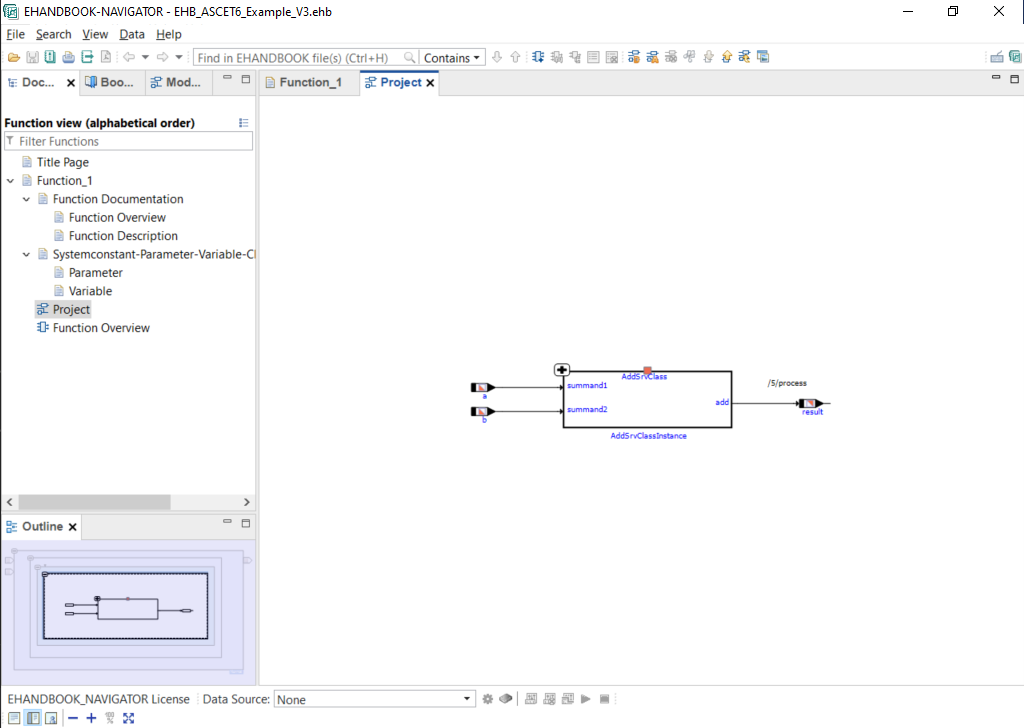 EHANDBOOK-NAVIGATOR - EHB_ASCET6_Example_V3.ehb
File Search View Data Help
Find in EHANDBOOK file(s) (Ctrl+H) Contains
Doc... Boo... Mod...
Function_1 Project
Function view (alphabetical order)
Filter Functions
Title Page
Function_1
Function Documentation
Function Overview
Function Description
Systemconstant-Parameter-Variable-Cl
Parameter
Variable
Project
Function Overview
AddSrvClass
summand1
a
summand2
b
add
/5/process
result
AddSrvClassInstance
Outline
EHANDBOOK_NAVIGATOR License Data Source: None